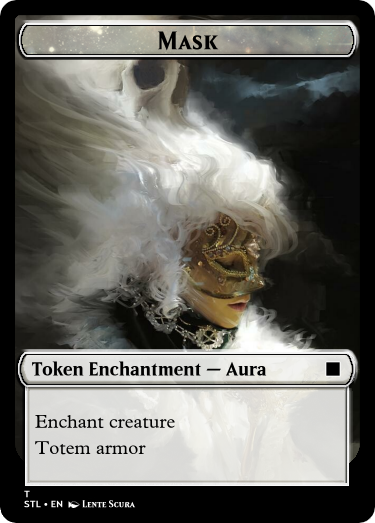 Mask
Token Enchantment — Aura
Enchant creature
Totem armor
T
STL • EN Lente Scura